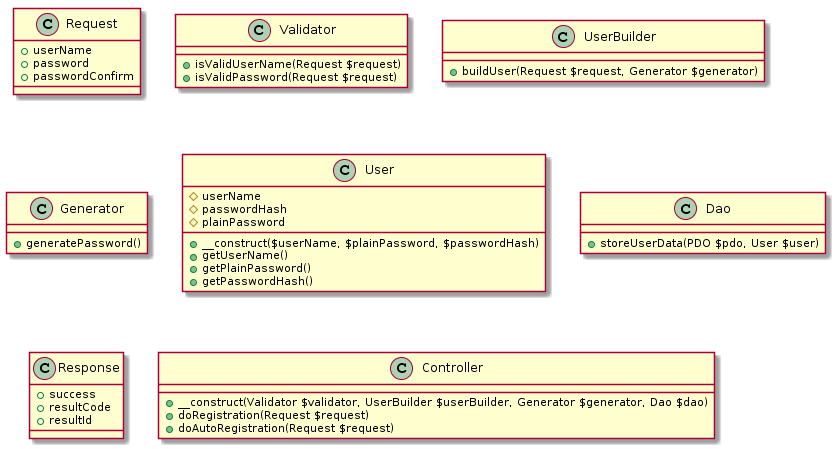 C Request
userName
password
passwordConfirm
C Validator
isValidUserName(Request $request)
isValidPassword(Request $request)
C UserBuilder
buildUser(Request $request, Generator $generator)
C Generator
generatePassword()
C User
userName
passwordHash
plainPassword
__construct($userName, $plainPassword, $passwordHash)
getUserName()
getPlainPassword()
getPasswordHash()
C Dao
storeUserData(PDO $pdo, User $user)
C Response
success
resultCode
resultId
C Controller
__construct(Validator $validator, UserBuilder $userBuilder, Generator $generator, Dao $dao)
doRegistration(Request $request)
doAutoRegistration(Request $request)